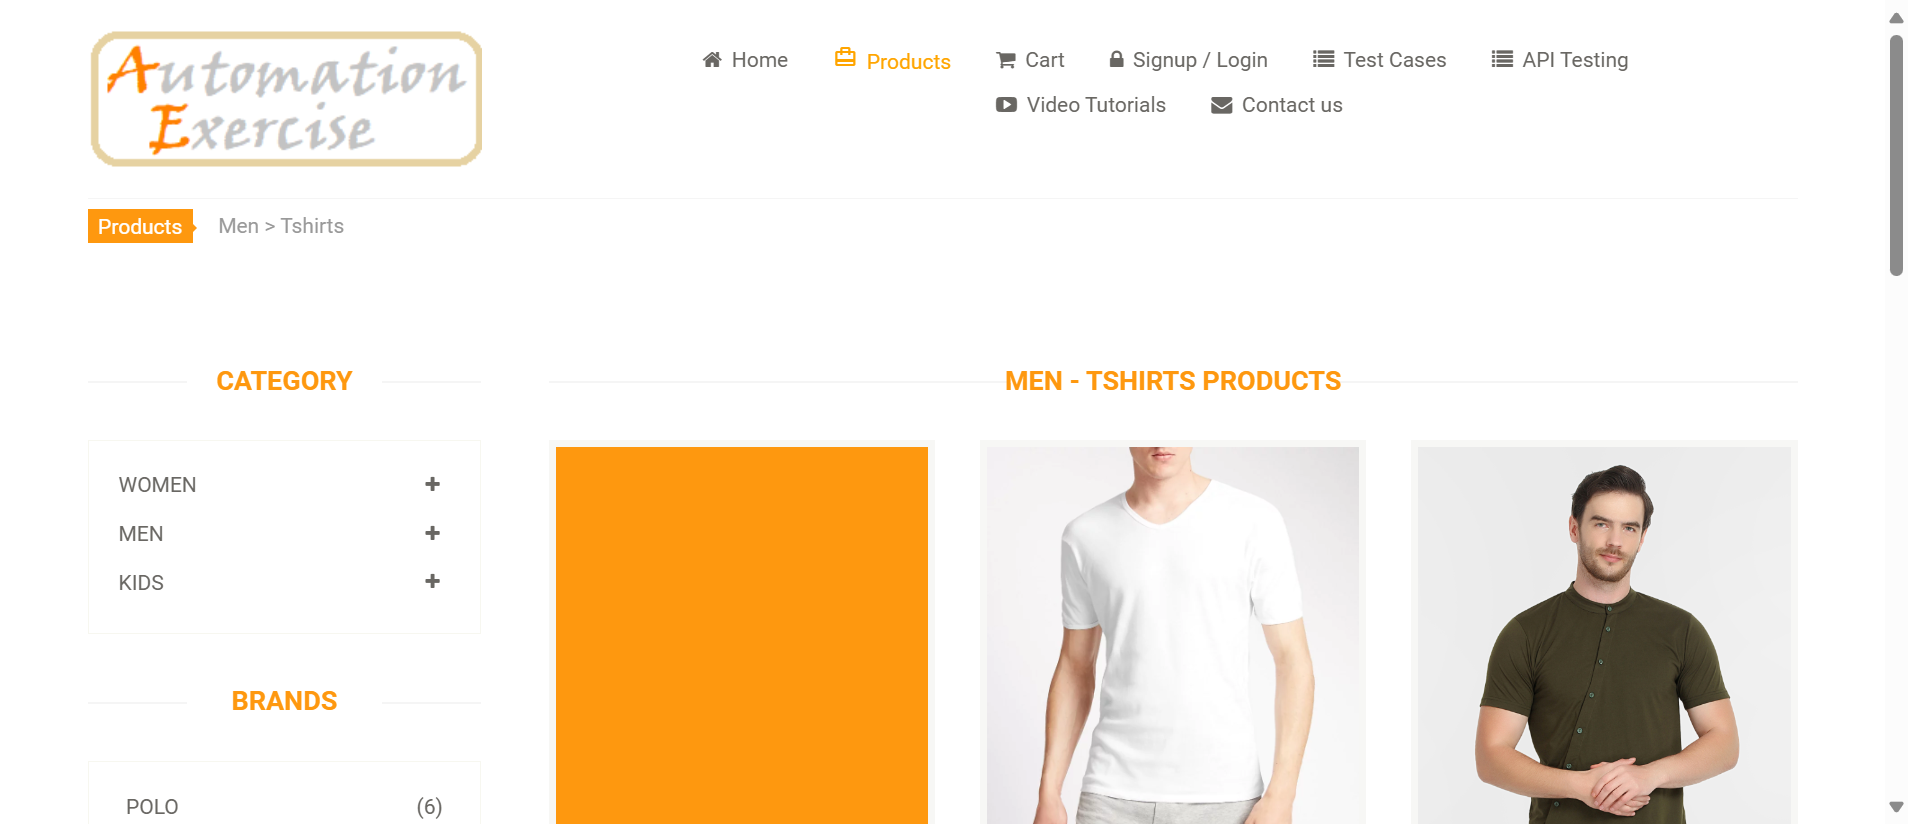 Automation
Exercise
Home
Products
Cart
Signup / Login
Test Cases
API Testing
Video Tutorials
Contact us
Products
Men > Tshirts
CATEGORY
WOMEN
MEN
KIDS
BRANDS
POLO (6)
MEN - TSHIRTS PRODUCTS